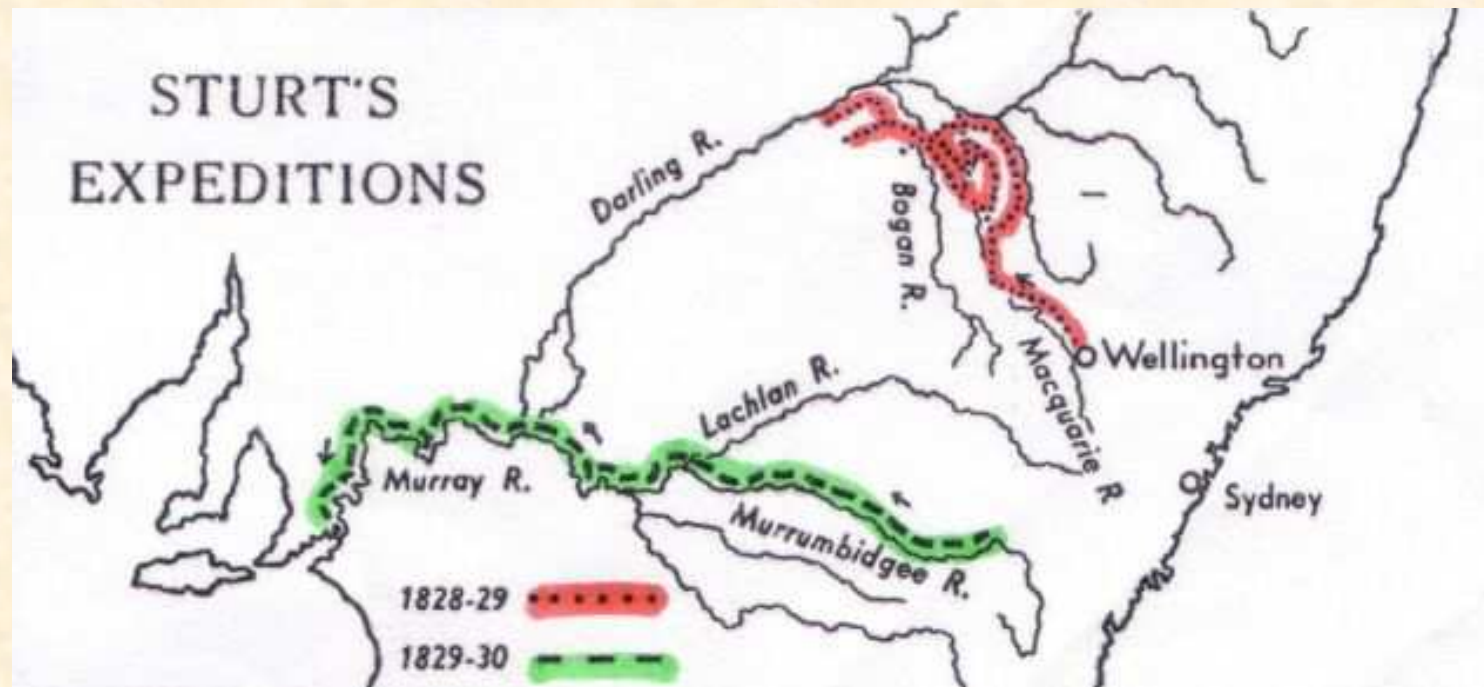 STURT'S
EXPEDITIONS
Darling R.
Bogan R.
Macquarie R
Wellington
Lachlan R.
Sydney
Murray R.
Murrumbidgee R.
1828-29
1829-30